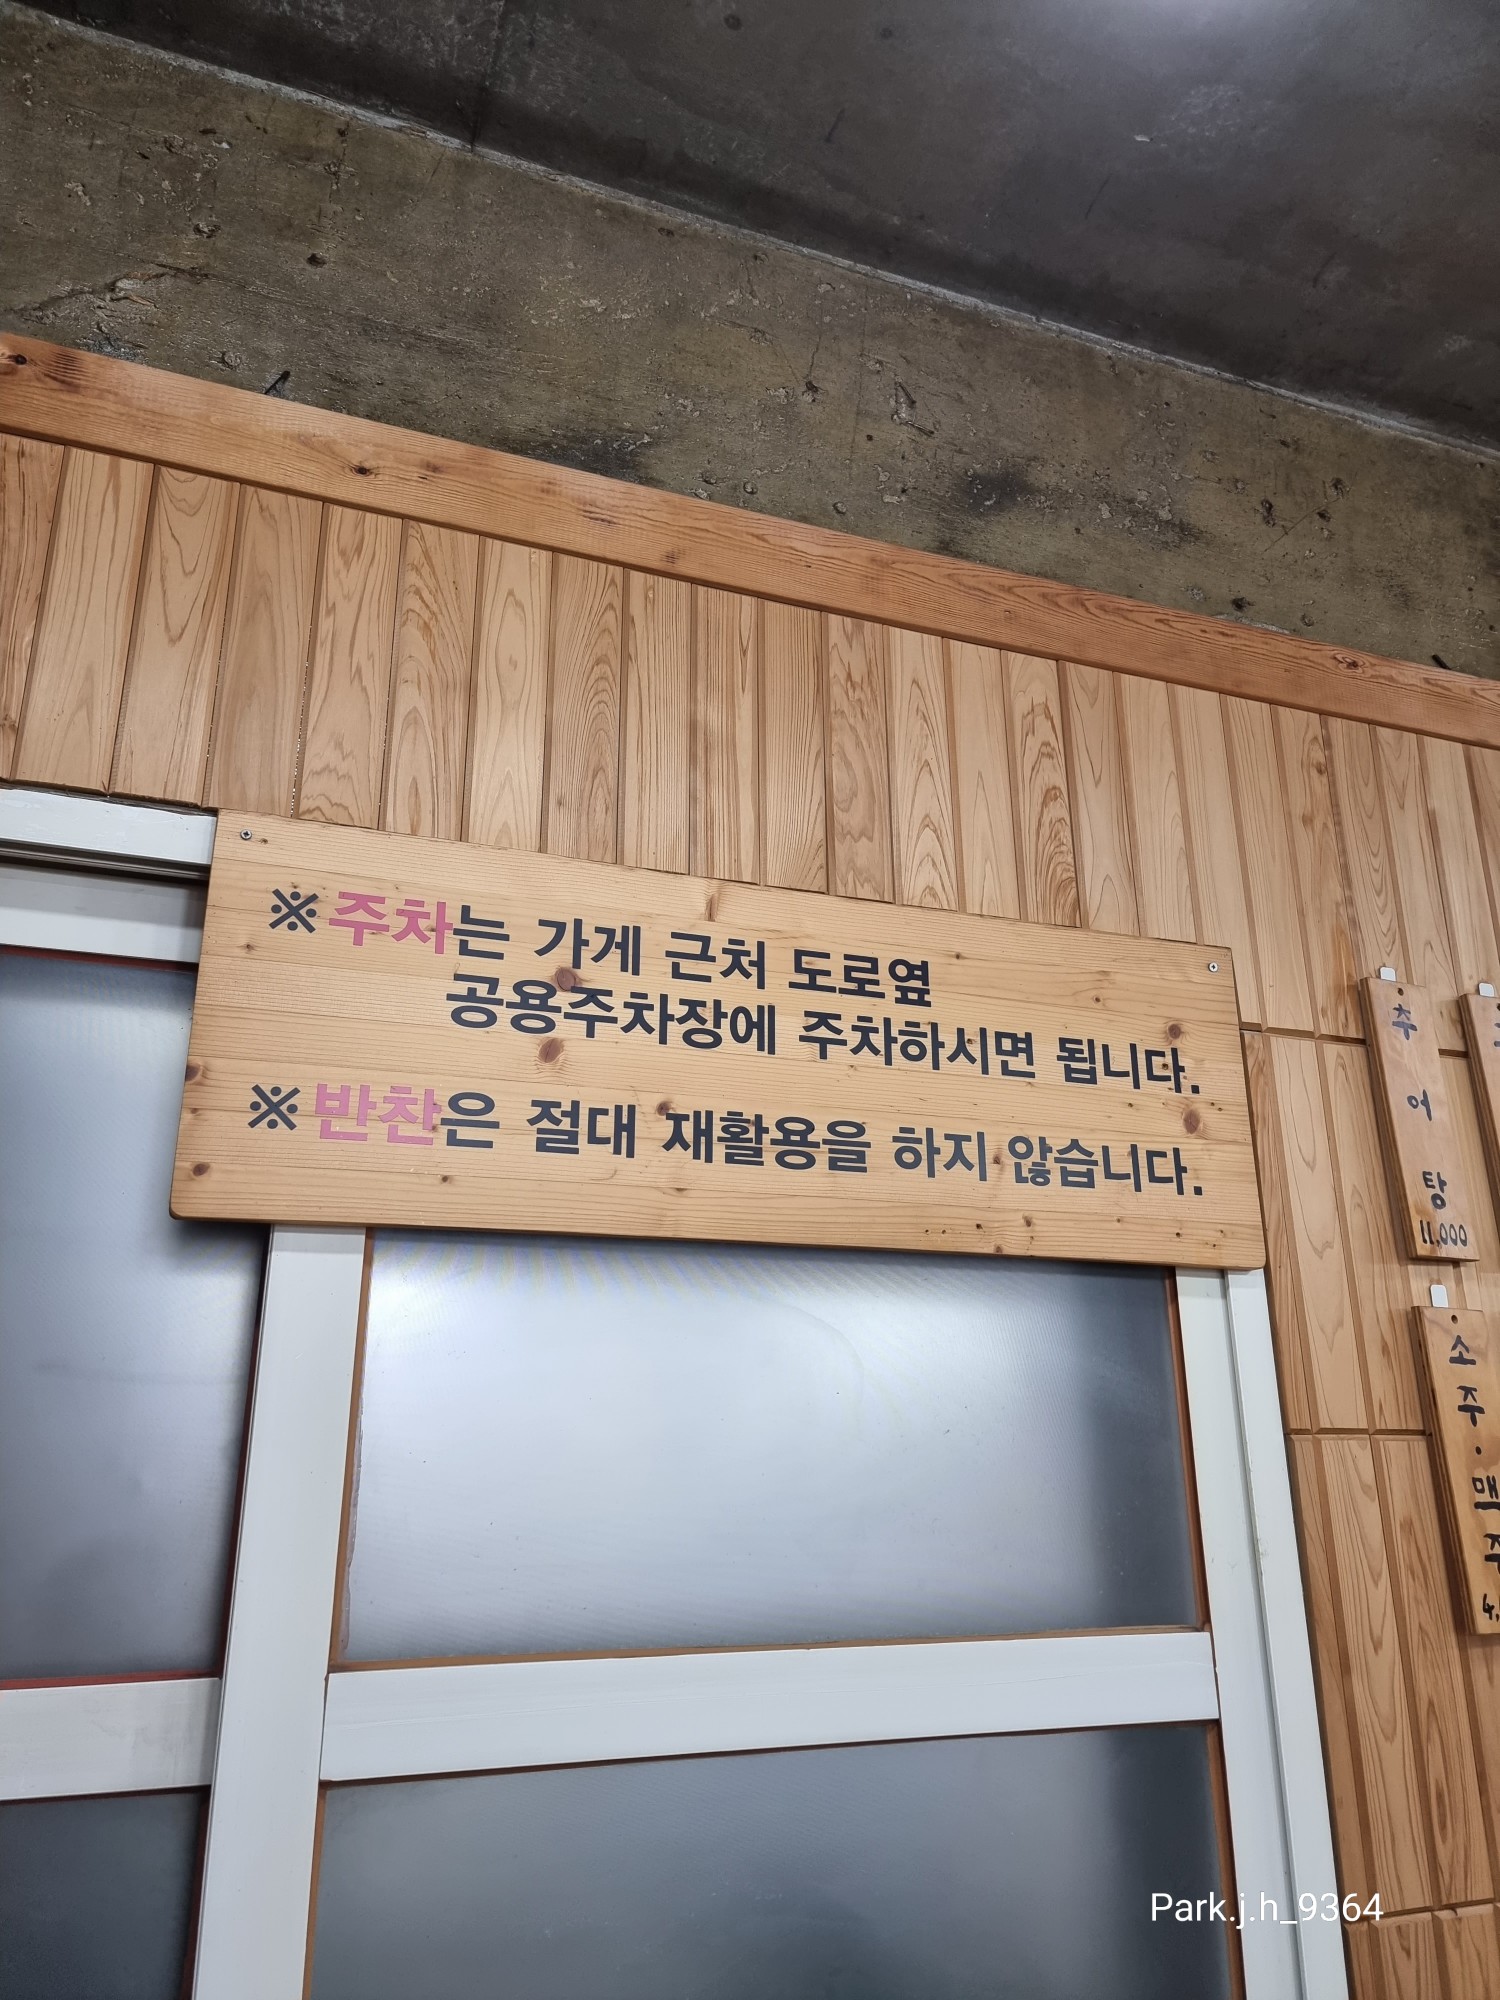 ※주차는 가게 근처 도로옆
공용주차장에 주차하시면 됩니다.
※반찬은 절대 재활용을 하지 않습니다.
추어탕
11,000
소주·맥주
Park.j.h_9364